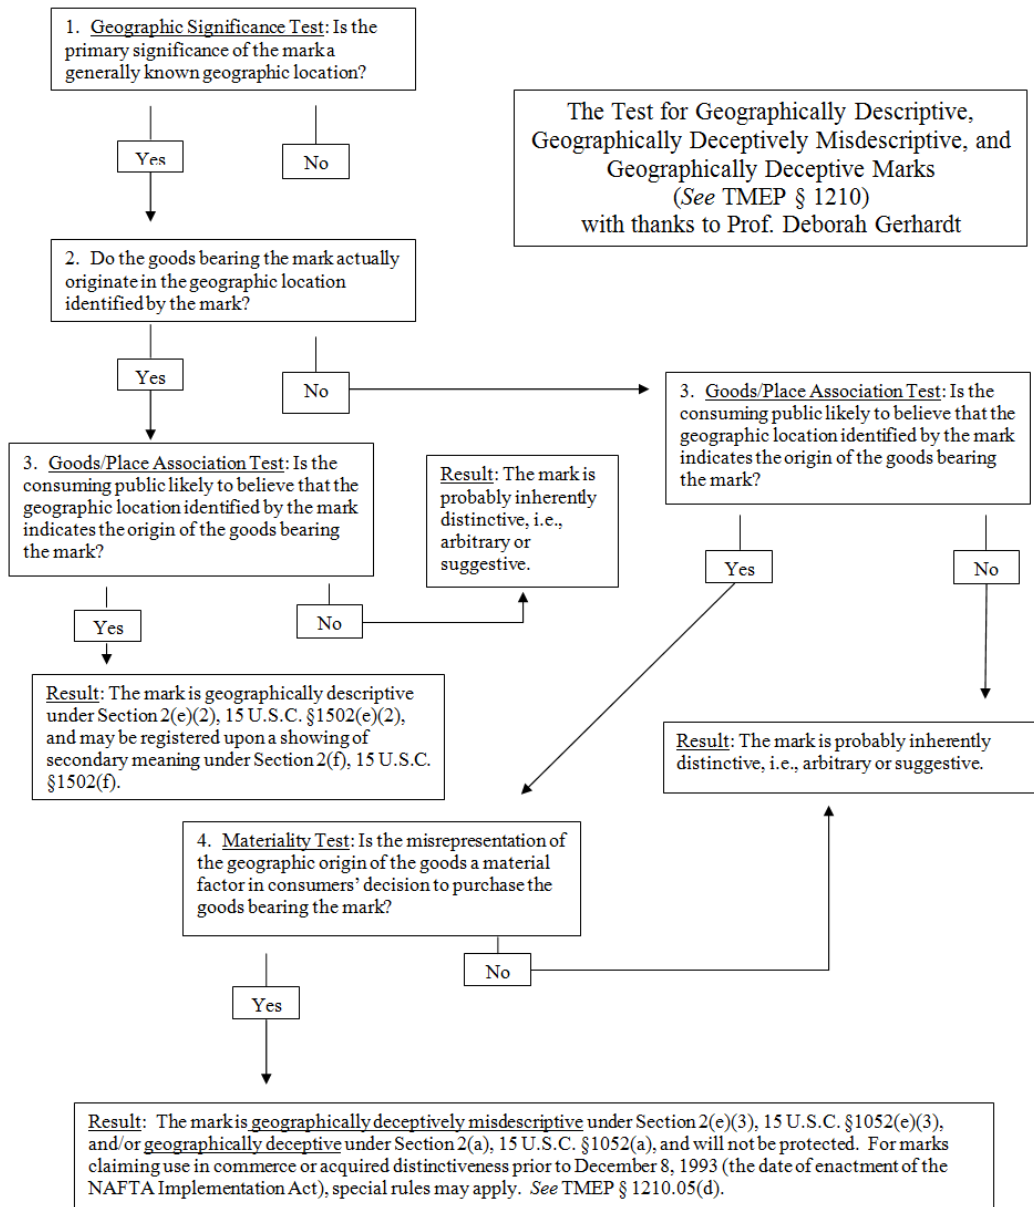 1. Geographic Significance Test: Is the
primary significance of the mark a
generally known geographic location?
Yes
No
The Test for Geographically Descriptive,
Geographically Deceptively Misdescriptive, and
Geographically Deceptive Marks
(See TMEP § 1210)
with thanks to Prof. Deborah Gerhardt
2. Do the goods bearing the mark actually
originate in the geographic location
identified by the mark?
Yes
No
3. Goods/Place Association Test: Is the
consuming public likely to believe that the
geographic location identified by the mark
indicates the origin of the goods bearing
the mark?
Result: The mark is
probably inherently
distinctive, i.e.,
arbitrary or
suggestive.
3. Goods/Place Association Test: Is the
consuming public likely to believe that the
geographic location identified by the mark
indicates the origin of the goods bearing
the mark?
Yes
No
Yes
No
Result: The mark is geographically descriptive
under Section 2(e)(2), 15 U.S.C. §1502(e)(2),
and may be registered upon a showing of
secondary meaning under Section 2(f), 15 U.S.C.
§1502(f).
Result: The mark is probably inherently
distinctive, i.e., arbitrary or suggestive.
4. Materiality Test: Is the misrepresentation of
the geographic origin of the goods a material
factor in consumers’ decision to purchase the
goods bearing the mark?
No
Yes
Result: The mark is geographically deceptively misdescriptive under Section 2(e)(3), 15 U.S.C. §1052(e)(3),
and/or geographically deceptive under Section 2(a), 15 U.S.C. §1052(a), and will not be protected. For marks
claiming use in commerce or acquired distinctiveness prior to December 8, 1993 (the date of enactment of the
NAFTA Implementation Act), special rules may apply. See TMEP § 1210.05(d).